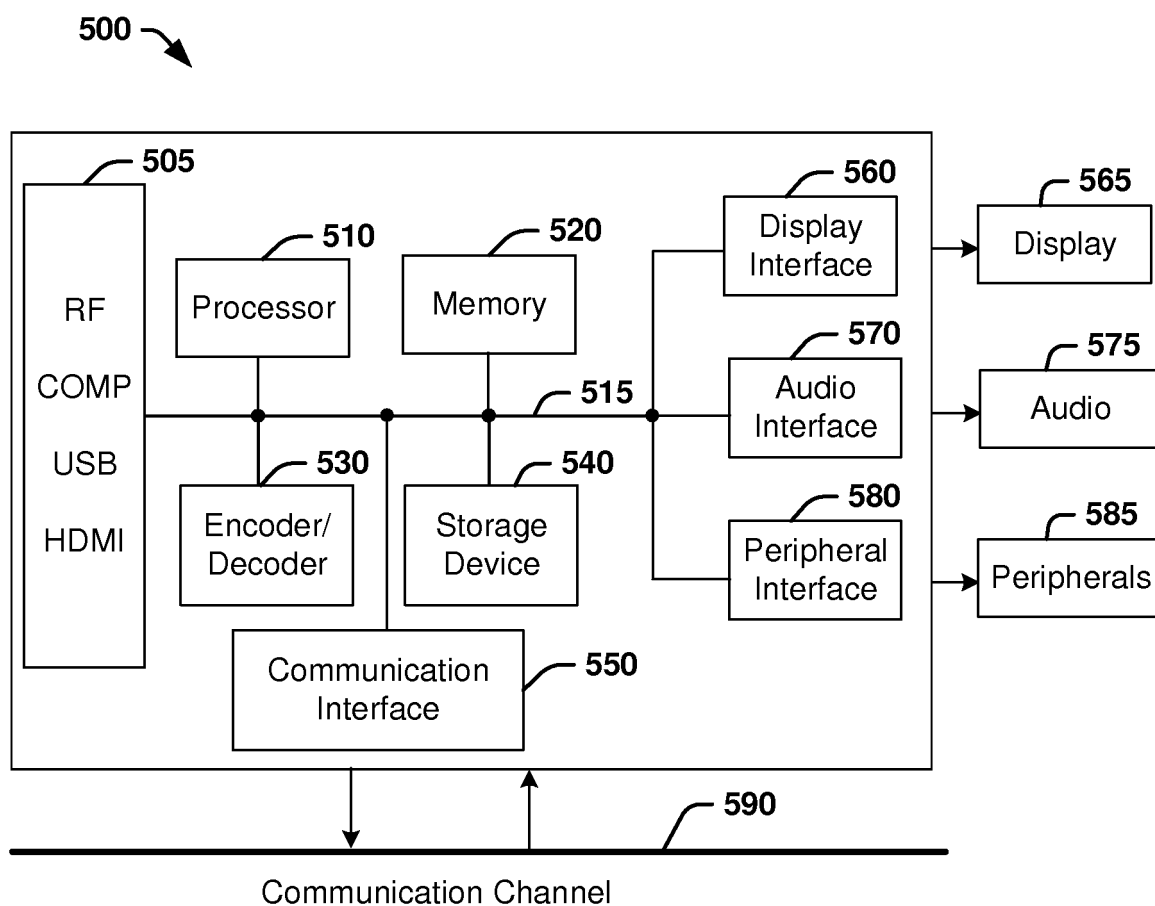 500
505
RF
COMP
USB
HDMI
510
Processor
520
Memory
515
530
Encoder/
Decoder
540
Storage
Device
550
Communication
Interface
560
Display
Interface
565
Display
570
Audio
Interface
575
Audio
580
Peripheral
Interface
585
Peripherals
590
Communication Channel